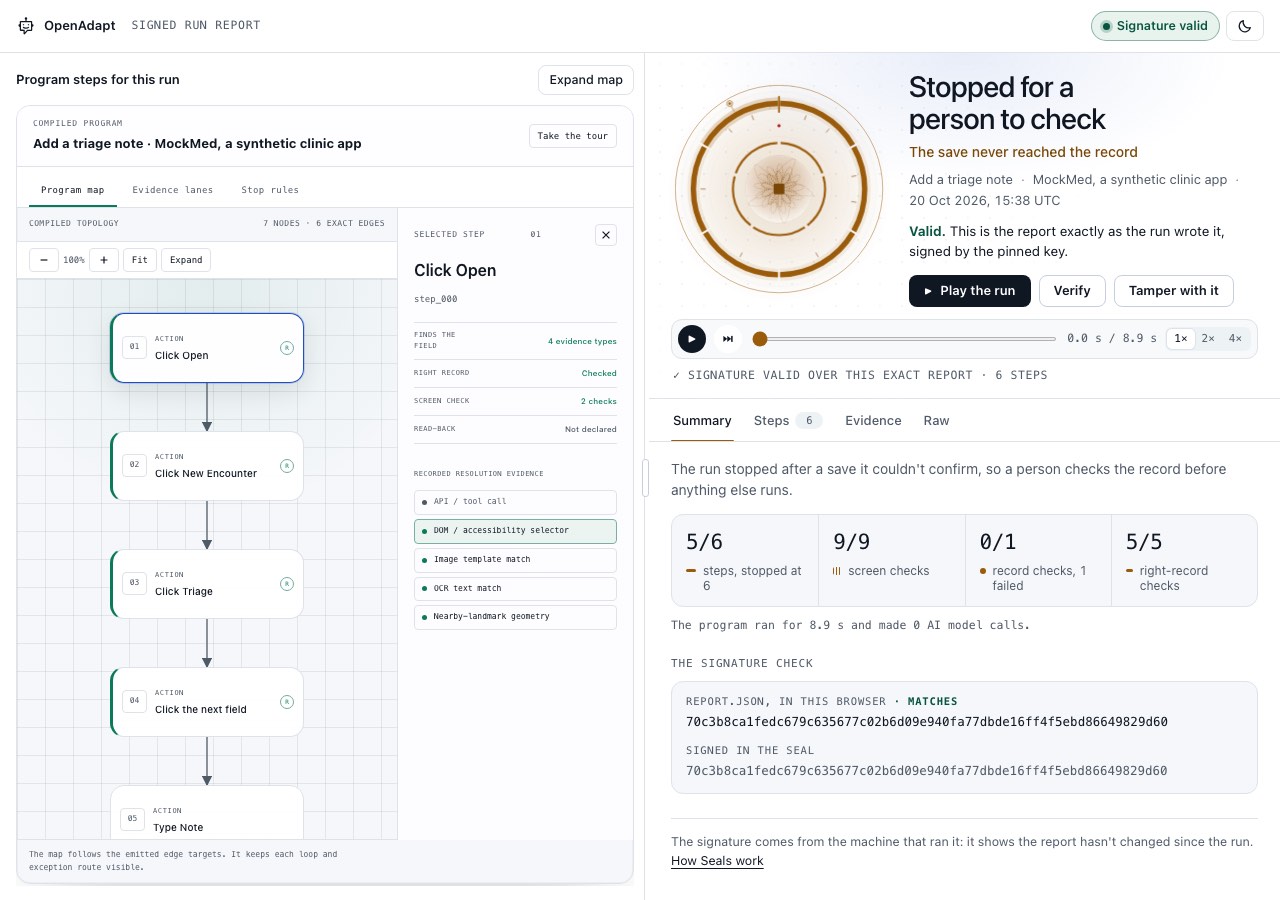 OpenAdapt SIGNED RUN REPORT
Signature valid
Program steps for this run
Expand map
COMPILED PROGRAM
Add a triage note · MockMed, a synthetic clinic app
Take the tour
Program map Evidence lanes Stop rules
COMPILED TOPOLOGY 7 NODES · 6 EXACT EDGES
− 100% + Fit Expand
01 ACTION
Click Open
R
02 ACTION
Click New Encounter
R
03 ACTION
Click Triage
R
04 ACTION
Click the next field
R
05 ACTION
Type Note
The map follows the emitted edge targets. It keeps each loop and
exception route visible.
SELECTED STEP 01 ×
Click Open
step_000
FINDS THE
FIELD
4 evidence types
RIGHT RECORD Checked
SCREEN CHECK 2 checks
READ-BACK Not declared
RECORDED RESOLUTION EVIDENCE
API / tool call
DOM / accessibility selector
Image template match
OCR text match
Nearby-landmark geometry
Stopped for a
person to check
The save never reached the record
Add a triage note · MockMed, a synthetic clinic app ·
20 Oct 2026, 15:38 UTC
Valid. This is the report exactly as the run wrote it,
signed by the pinned key.
Play the run Verify Tamper with it
0.0 s / 8.9 s 1× 2× 4×
✓ SIGNATURE VALID OVER THIS EXACT REPORT · 6 STEPS
Summary Steps 6 Evidence Raw
The run stopped after a save it couldn't confirm, so a person checks the record before
anything else runs.
5/6
steps, stopped at
6
9/9
screen checks
0/1
record checks, 1
failed
5/5
right-record
checks
The program ran for 8.9 s and made 0 AI model calls.
THE SIGNATURE CHECK
REPORT.JSON, IN THIS BROWSER · MATCHES
70c3b8ca1fedc679c635677c02b6d09e940fa77dbde16ff4f5ebd86649829d60
SIGNED IN THE SEAL
70c3b8ca1fedc679c635677c02b6d09e940fa77dbde16ff4f5ebd86649829d60
The signature comes from the machine that ran it: it shows the report hasn't changed since the run.
How Seals work